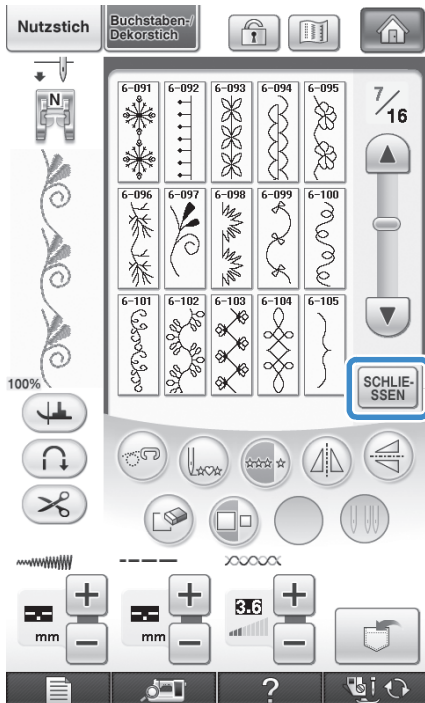 Nutzstich
Buchstaben-/
Dekorstich
N
6-091 6-092 6-093 6-094 6-095
7/16
6-096 6-097 6-098 6-099 6-100
6-101 6-102 6-103 6-104 6-105
100%
SCHLIE-
SSEN
+ + +
3.6
mm mm
- - -
?